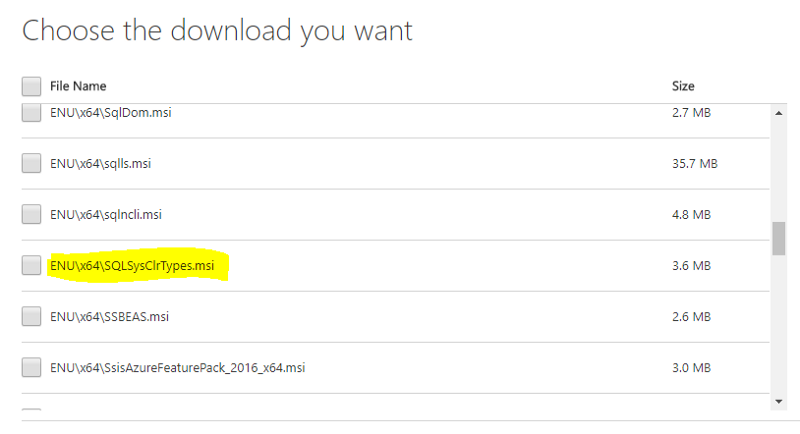 Choose the download you want
File Name Size
ENU\x64\SqlDom.msi 2.7 MB
ENU\x64\sqlls.msi 35.7 MB
ENU\x64\sqlncli.msi 4.8 MB
ENU\x64\SQLSysClrTypes.msi 3.6 MB
ENU\x64\SSBEAS.msi 2.6 MB
ENU\x64\SsisAzureFeaturePack_2016_x64.msi 3.0 MB